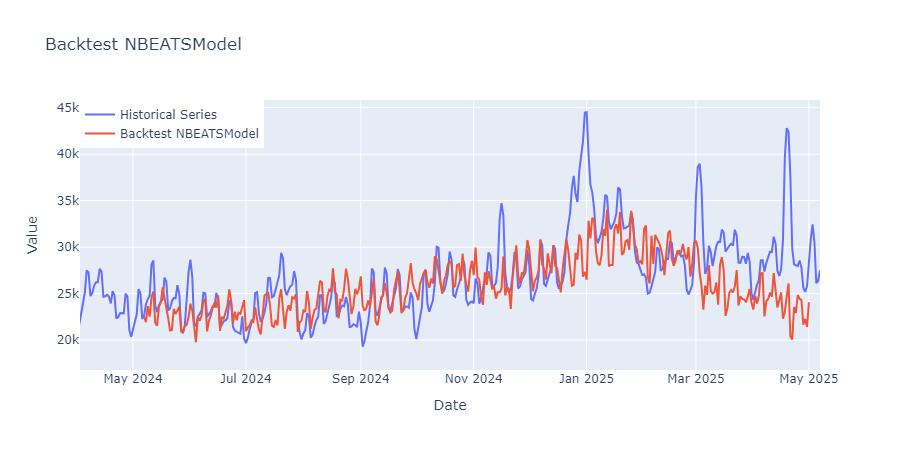 Backtest NBEATSModel
Historical Series
Backtest NBEATSModel
45k
40k
35k
30k
25k
20k
Value
May 2024
Jul 2024
Sep 2024
Nov 2024
Jan 2025
Mar 2025
May 2025
Date